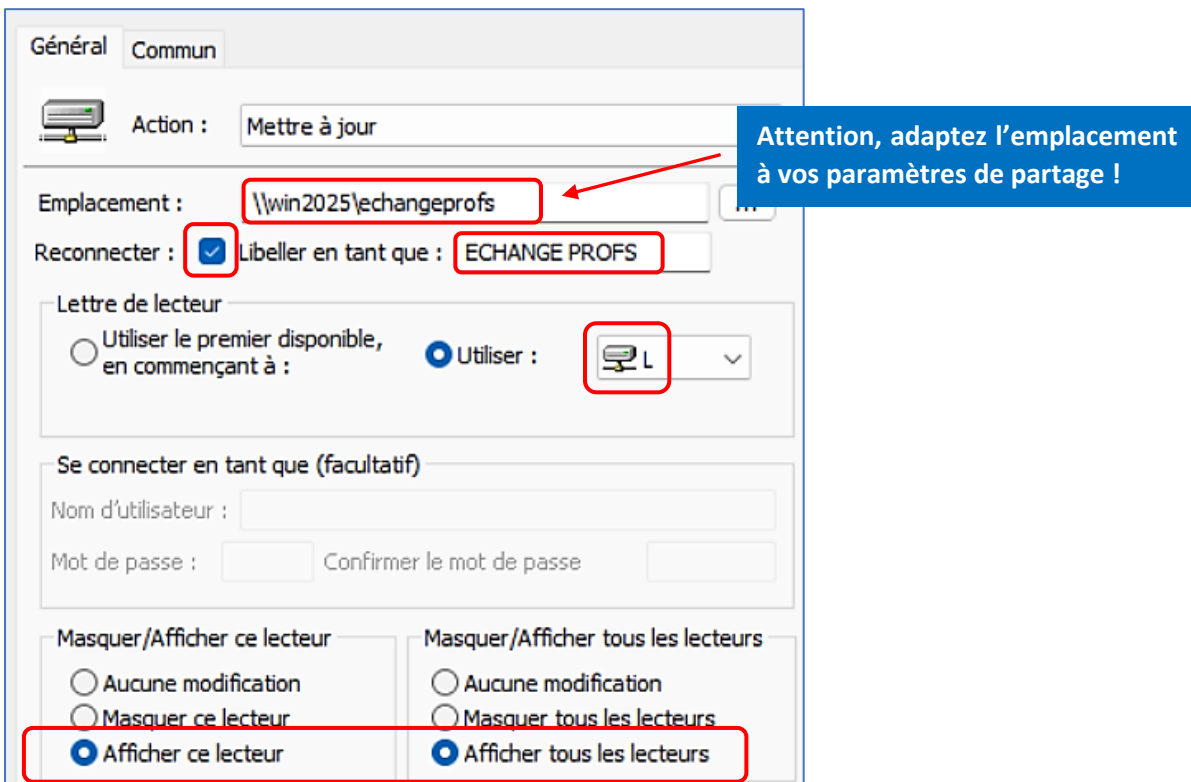 Général Commun
Action : Mettre à jour
Attention, adaptez l’emplacement
à vos paramètres de partage !
Emplacement : \\win2025\echangeprofs ...
Reconnecter : Libeller en tant que : ECHANGE PROFS
Lettre de lecteur
Utiliser le premier disponible,
en commençant à :
Utiliser : L
Se connecter en tant que (facultatif)
Nom d’utilisateur :
Mot de passe : Confirmer le mot de passe
Masquer/Afficher ce lecteur
Aucune modification
Masquer ce lecteur
Afficher ce lecteur
Masquer/Afficher tous les lecteurs
Aucune modification
Masquer tous les lecteurs
Afficher tous les lecteurs